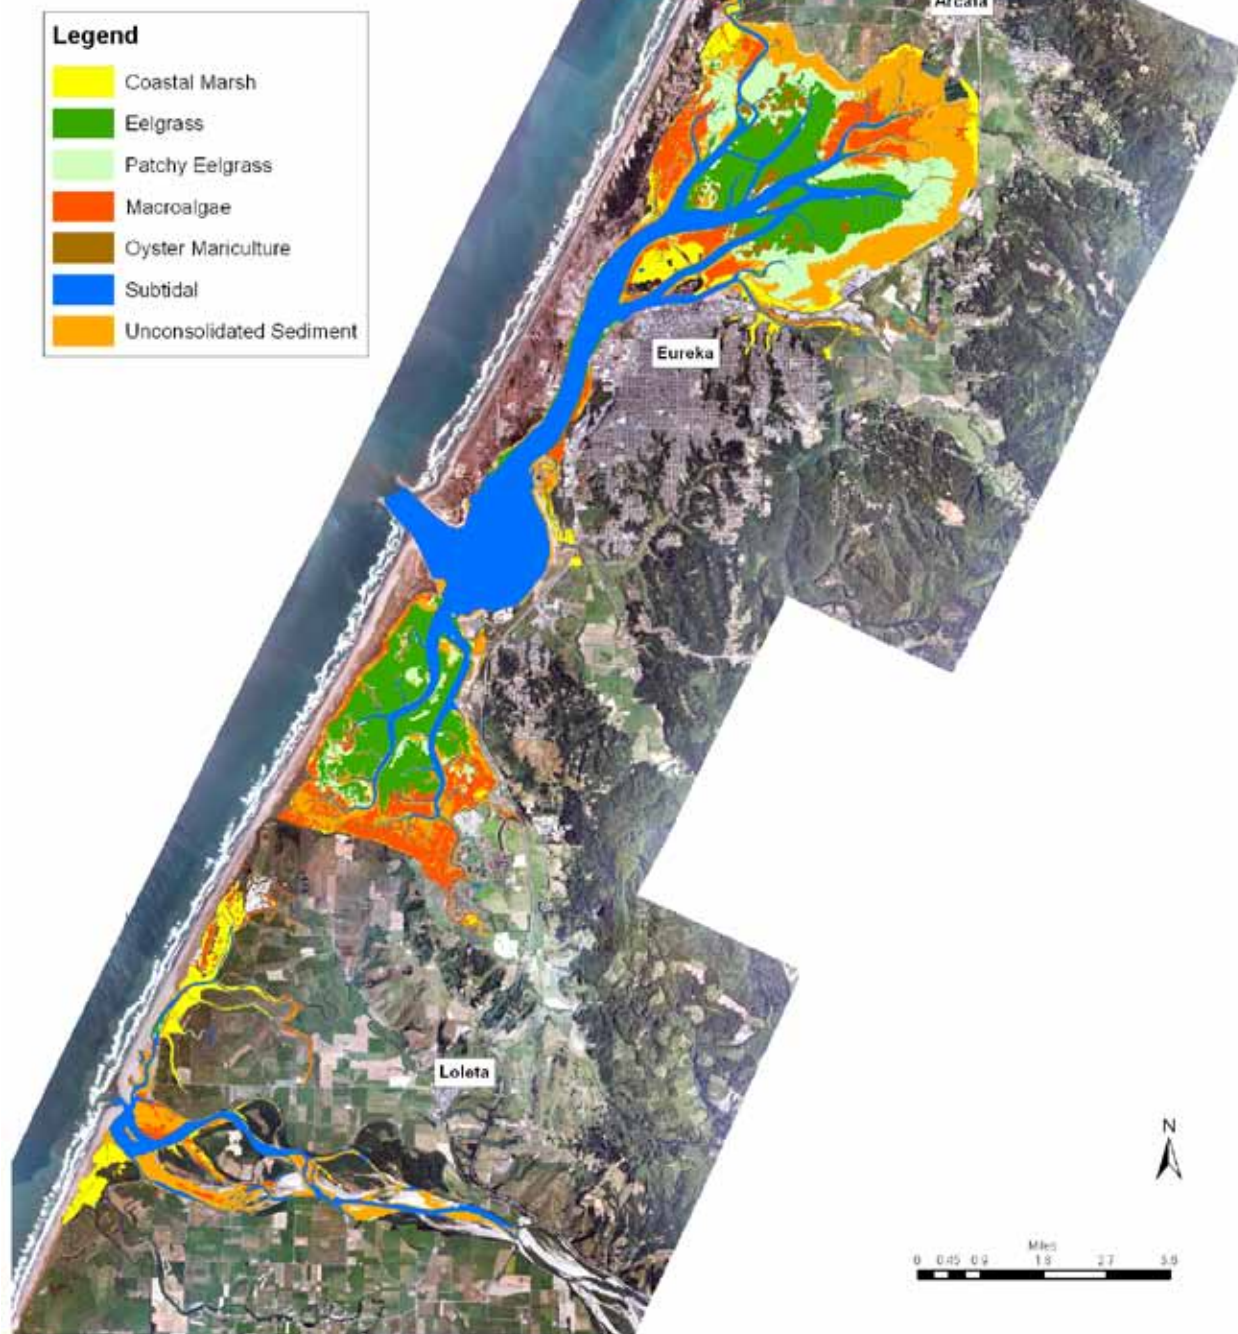 Arcata
Legend
Coastal Marsh
Eelgrass
Patchy Eelgrass
Macroalgae
Oyster Mariculture
Subtidal
Unconsolidated Sediment
Eureka
Loleta
N
Miles
0 0.45 0.9 1.8 2.7 3.6